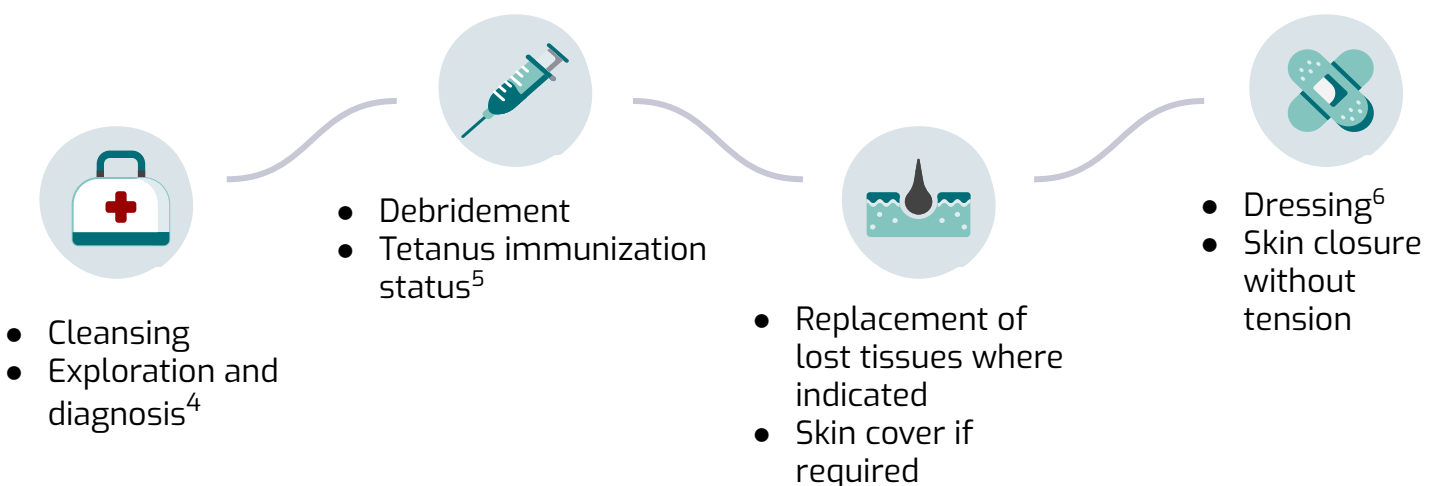 ● Cleansing
● Exploration and
diagnosis⁴
● Debridement
● Tetanus immunization
status⁵
● Replacement of
lost tissues where
indicated
● Skin cover if
required
● Dressing⁶
● Skin closure
without
tension